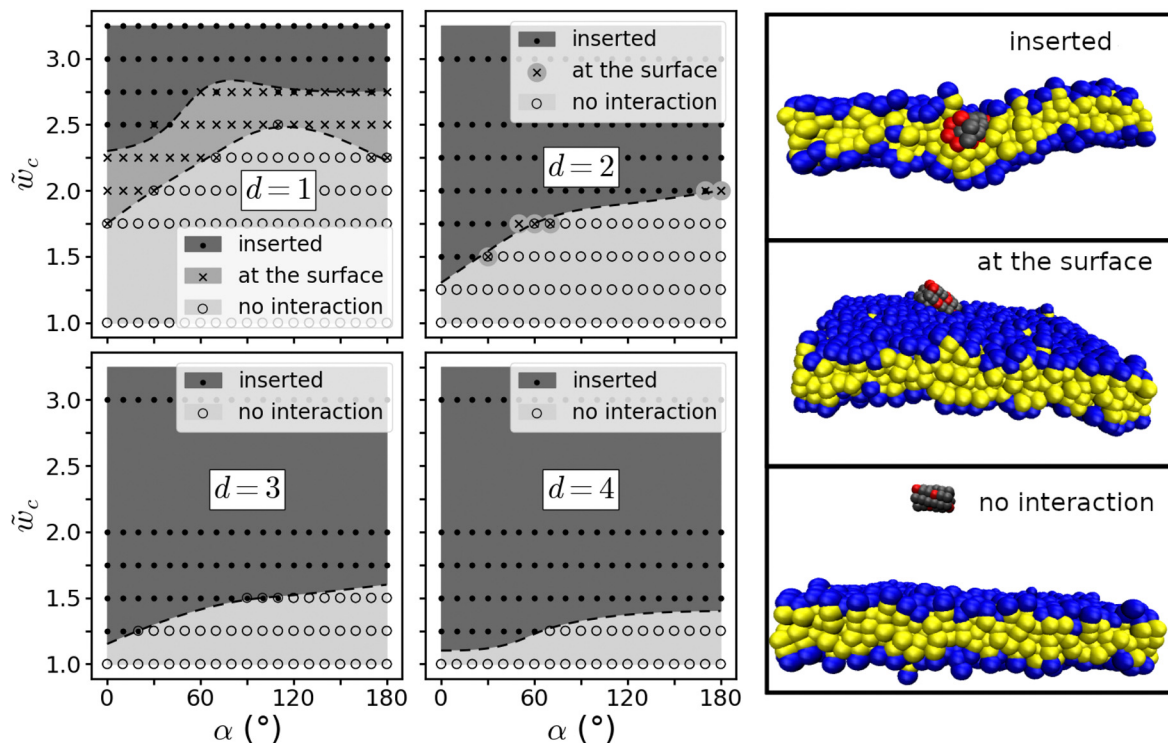 3.0
2.5
2.0
1.5
1.0
w̃_c
d = 1
inserted
at the surface
no interaction
inserted
at the surface
no interaction
d = 2
3.0
2.5
2.0
1.5
1.0
w̃_c
inserted
no interaction
d = 3
0
60
120
180
α (°)
inserted
no interaction
d = 4
0
60
120
180
α (°)
inserted
at the surface
no interaction